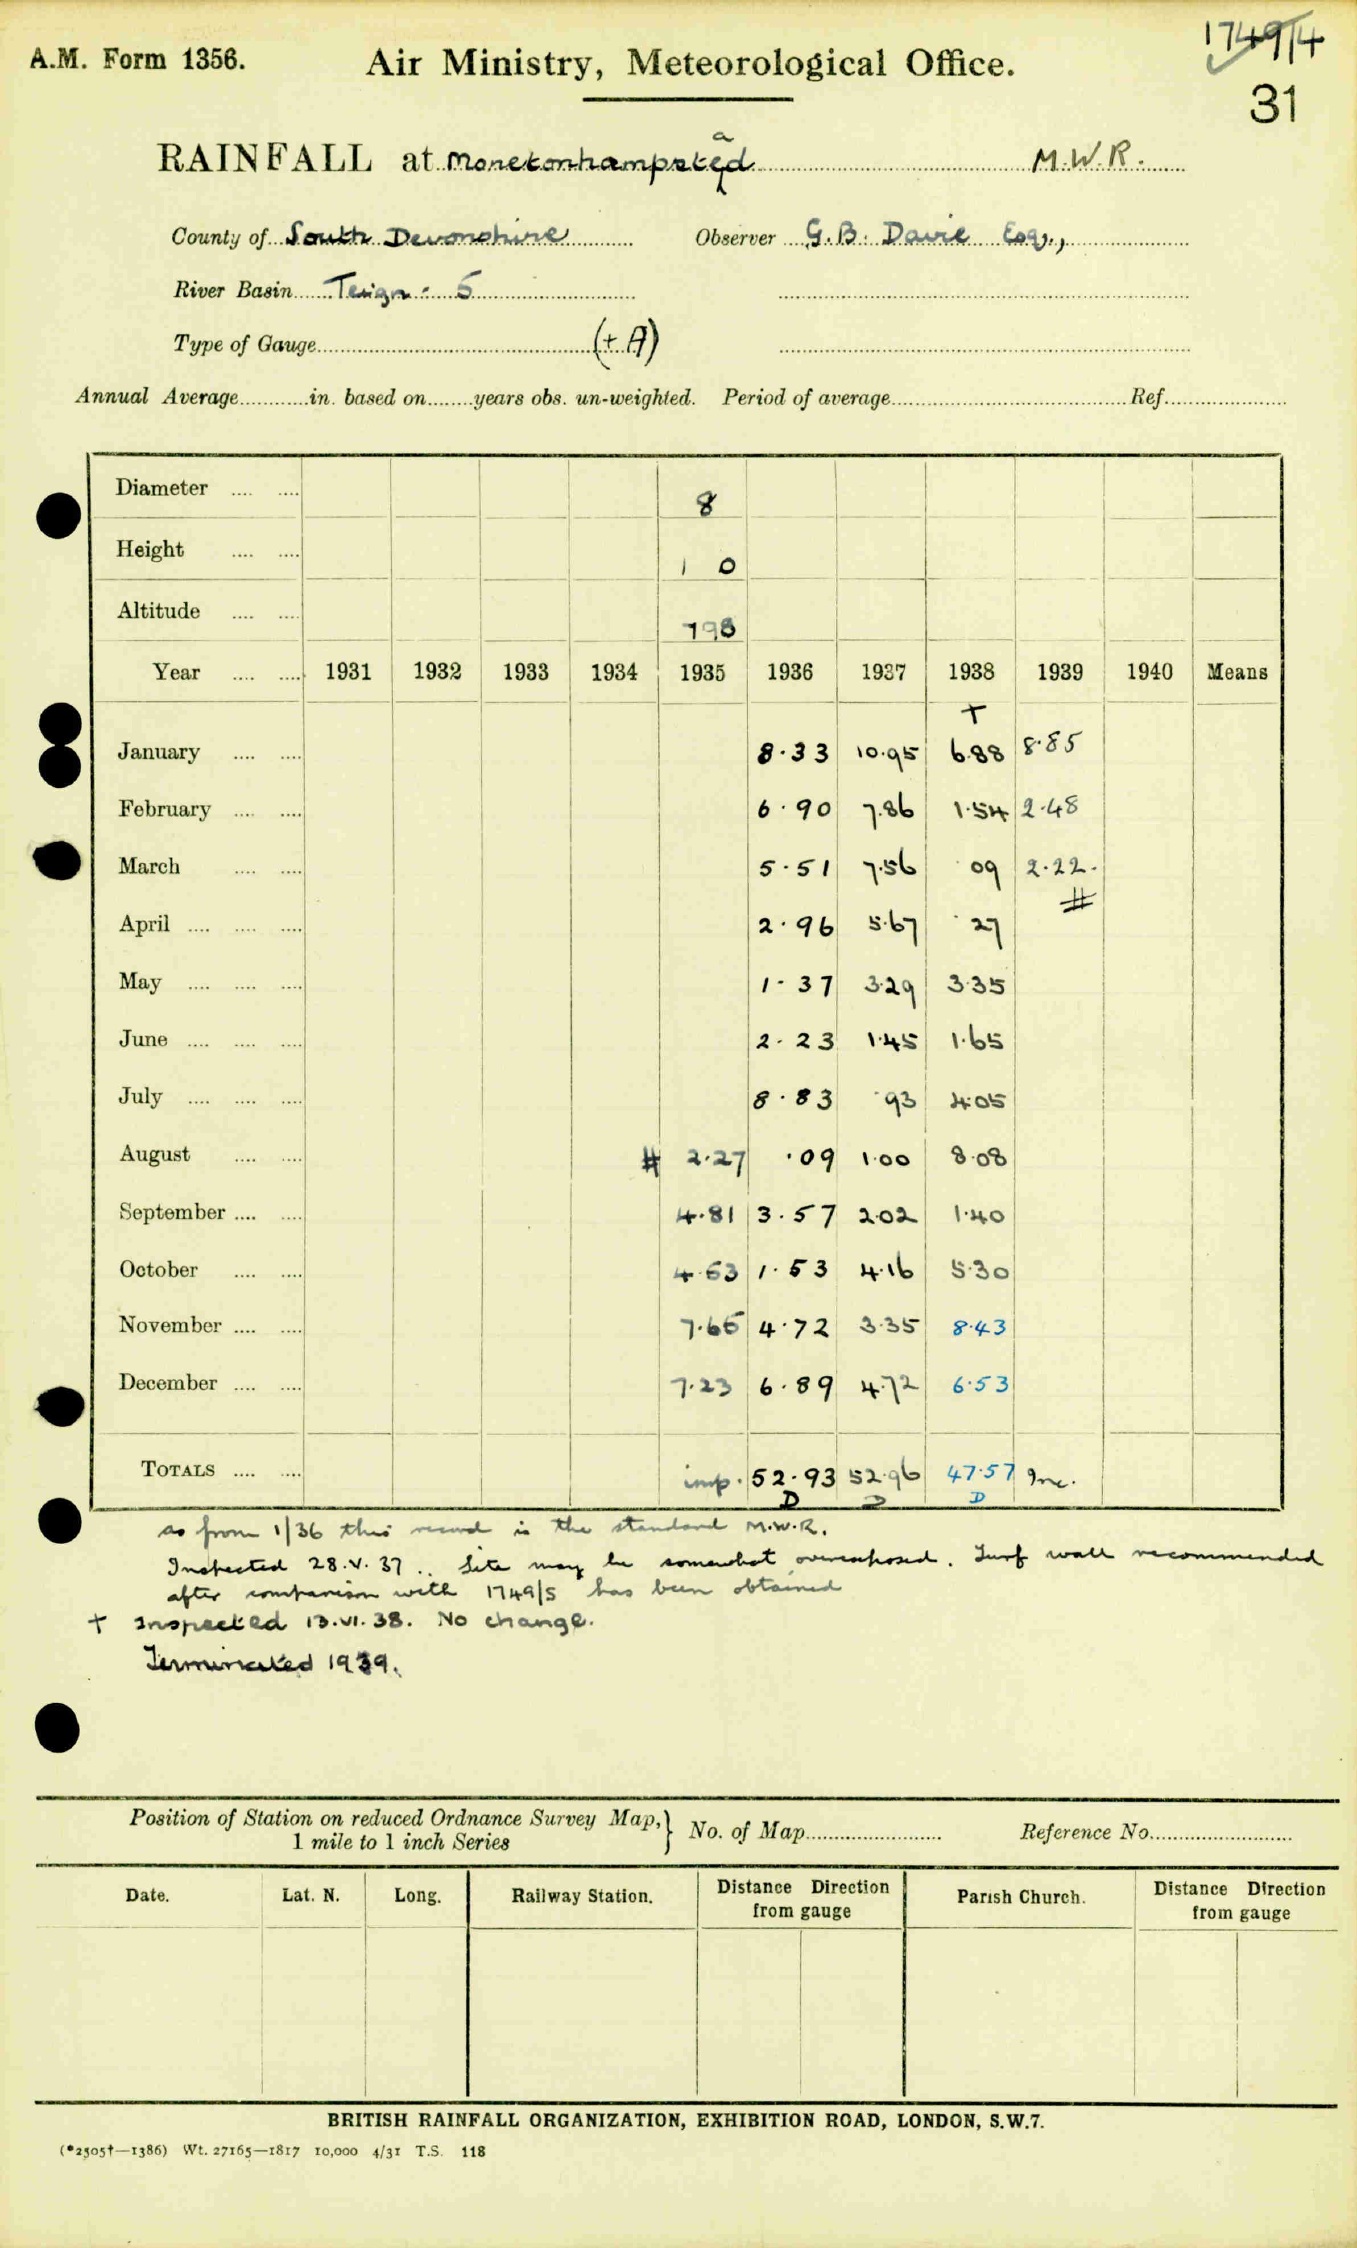 1749/4
A.M. Form 1356. Air Ministry, Meteorological Office.
31
RAINFALL at Moretonhampstead M.W.R.
County of South Devonshire Observer G.B. Davie Esq.,
River Basin Teign - 5
Type of Gauge (+ A)
Annual Average in. based on years obs. un-weighted. Period of average Ref.
Diameter 8
Height 1 0
Altitude 798
Year 1931 1932 1933 1934 1935 1936 1937 1938 1939 1940 Means
+
January 8.33 10.95 6.88 8.85
February 6.90 7.86 1.54 2.48
March 5.51 7.56 .09 2.22.
#
April 2.96 5.67 .27
May 1.37 3.29 3.35
June 2.23 1.45 1.65
July 8.83 .93 4.05
August # 2.27 .09 1.00 8.08
September 4.81 3.57 2.02 1.40
October 4.63 1.53 4.16 5.30
November 7.66 4.72 3.35 8.43
December 7.23 6.89 4.72 6.53
TOTALS imp. 52.93 52.96 47.57 Inc.
D D D
as from 1/36 this record is the standard M.W.R.
Inspected 28.V.37.. Site may be somewhat overexposed. Turf wall recommended
after comparison with 1749/5 has been obtained
+ Inspected 13.VI.38. No change.
Terminated 1939.
Position of Station on reduced Ordnance Survey Map, } No. of Map Reference No.
1 mile to 1 inch Series
Date. Lat. N. Long. Railway Station. Distance Direction from gauge Parish Church. Distance Direction from gauge
BRITISH RAINFALL ORGANIZATION, EXHIBITION ROAD, LONDON, S.W.7.
(*2505†—1386) Wt. 27165—1817 10,000 4/31 T.S. 118